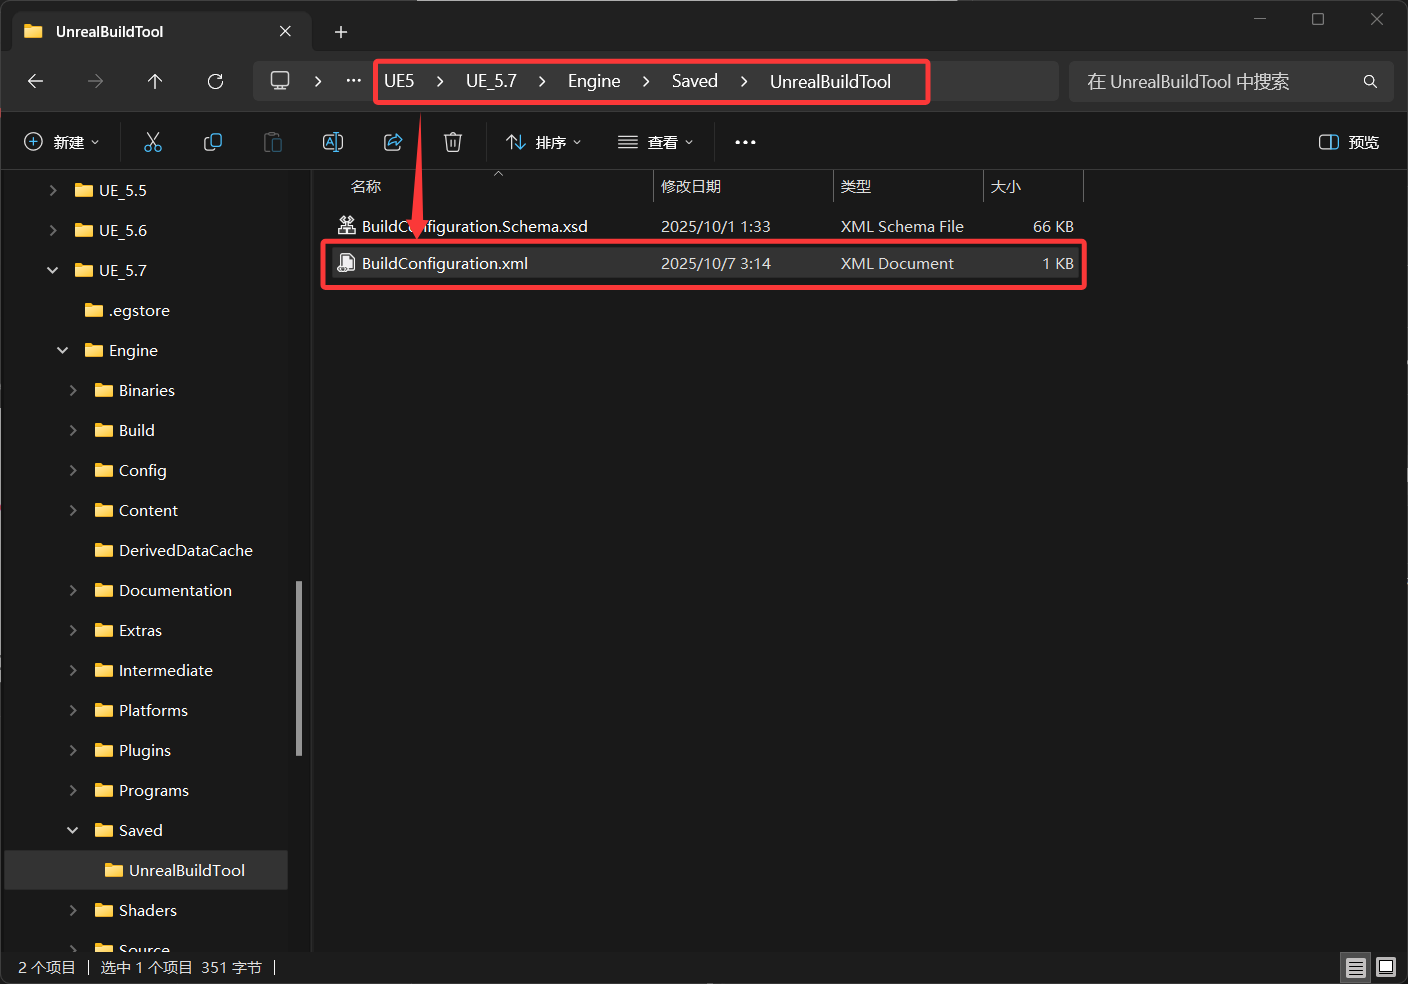 UnrealBuildTool
UE5 > UE_5.7 > Engine > Saved > UnrealBuildTool
在 UnrealBuildTool 中搜索
新建
排序
查看
预览
UE_5.5
UE_5.6
UE_5.7
.egstore
Engine
Binaries
Build
Config
Content
DerivedDataCache
Documentation
Extras
Intermediate
Platforms
Plugins
Programs
Saved
UnrealBuildTool
Shaders
Source
名称 修改日期 类型 大小
BuildConfiguration.Schema.xsd 2025/10/1 1:33 XML Schema File 66 KB
BuildConfiguration.xml 2025/10/7 3:14 XML Document 1 KB
2 个项目 | 选中 1 个项目 351 字节 |